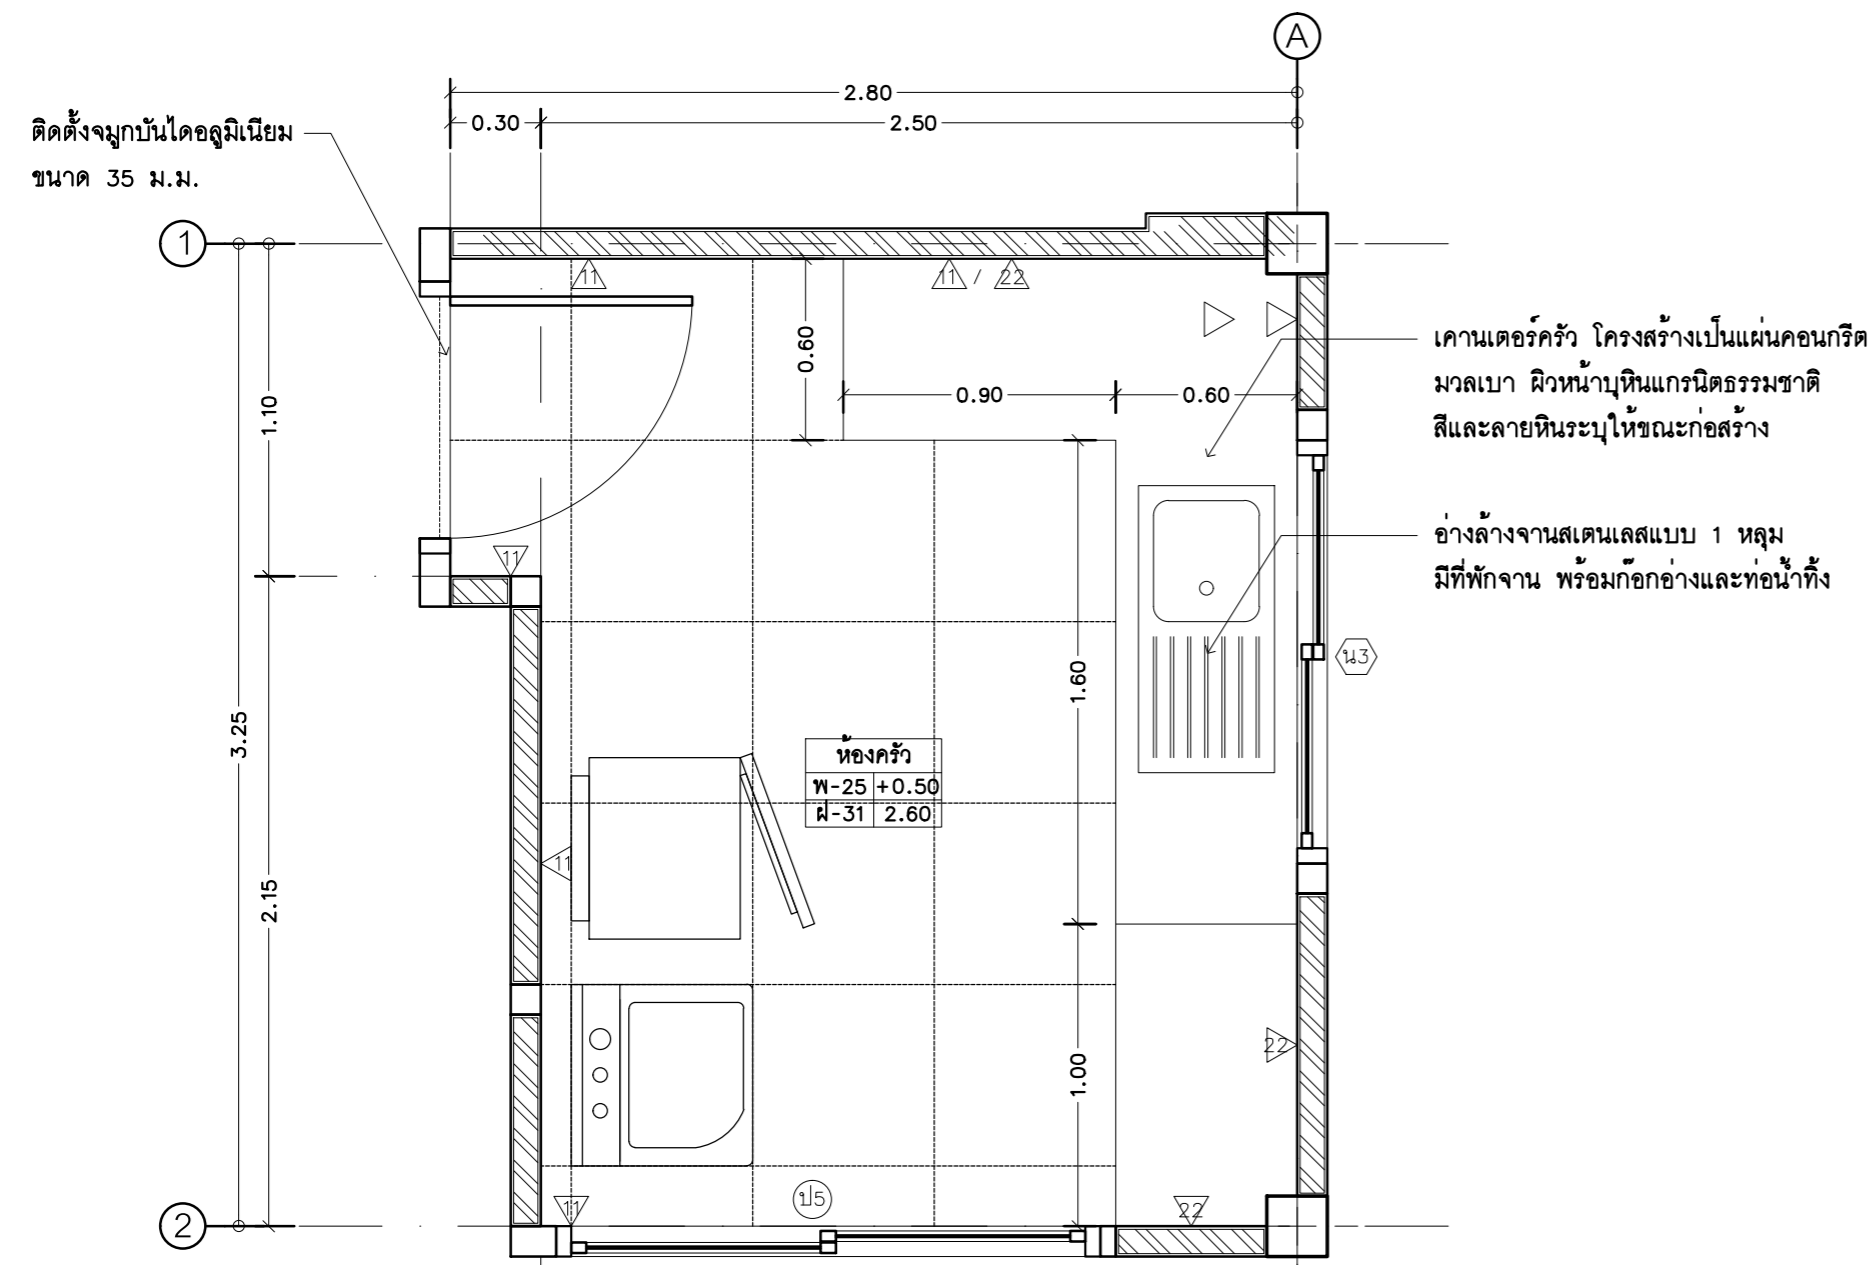 A
2.80
0.30
2.50
ติดตั้งจมูกบันไดอลูมิเนียม
ขนาด 35 ม.ม.
1
11
11 / 22
0.60
0.90
0.60
1.10
เคานเตอร์ครัว โครงสร้างเป็นแผ่นคอนกรีต
มวลเบา ผิวหน้าบุหินแกรนิตธรรมชาติ
สีและลายหินระบุให้ขณะก่อสร้าง
อ่างล้างจานสเตนเลสแบบ 1 หลุม
มีที่พักจาน พร้อมก๊อกอ่างและท่อน้ำทิ้ง
11
น3
1.60
3.25
ห้องครัว
พ-25 +0.50
ฝ-31 2.60
11
2.15
22
1.00
ป5
11
22
2